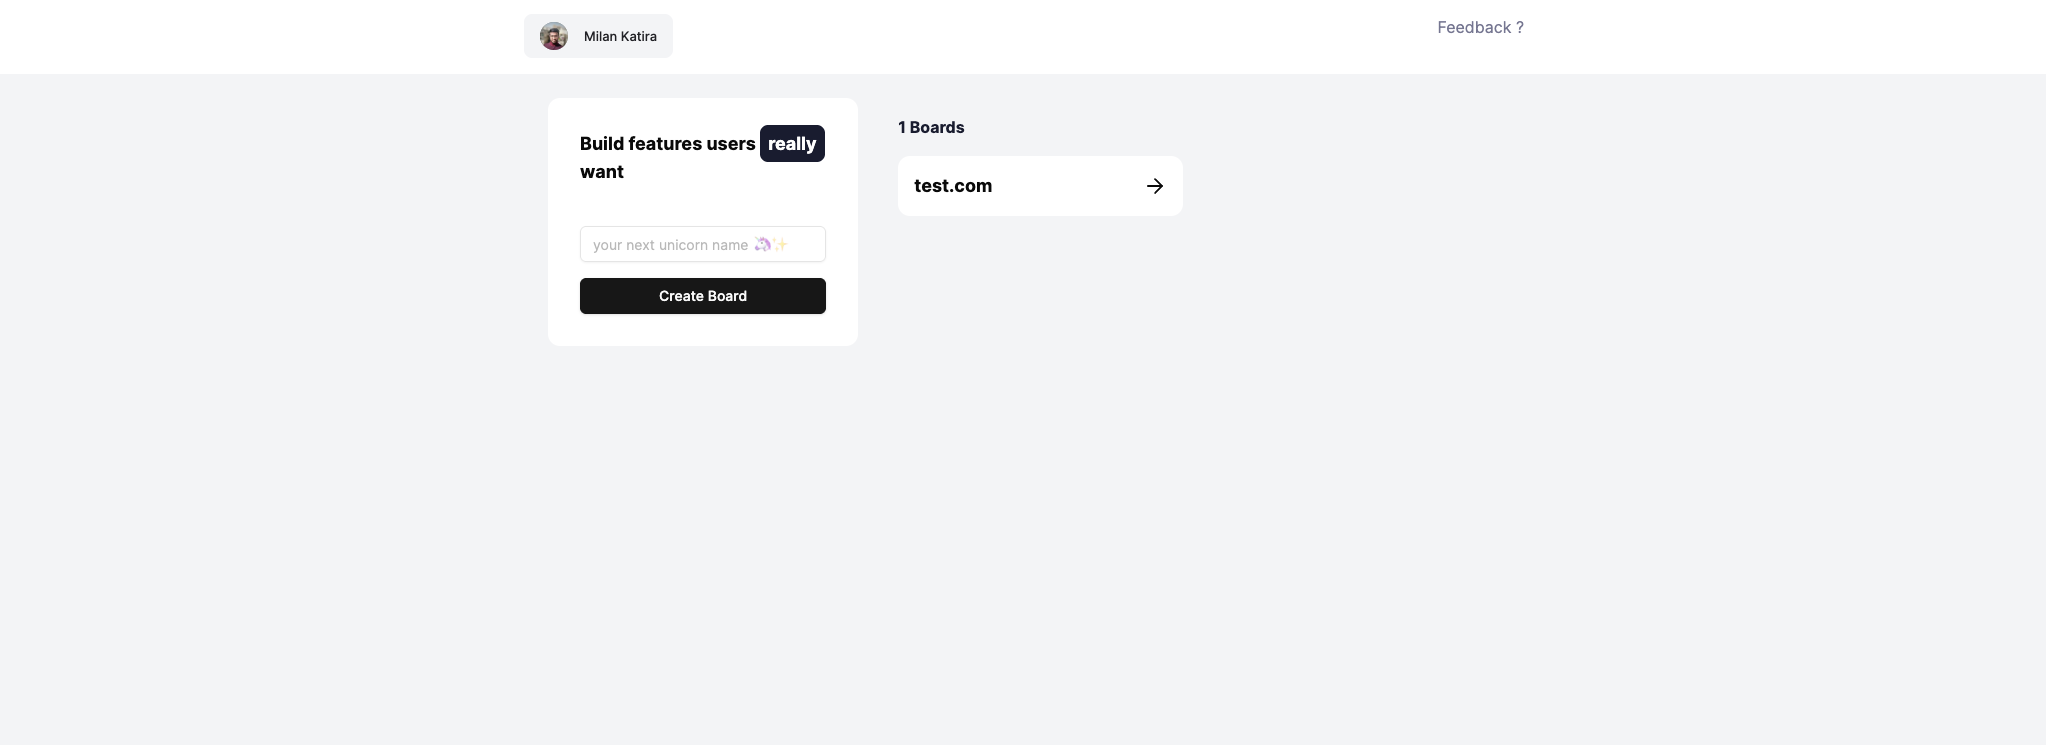 Milan Katira
Feedback ?
Build features users really
want
your next unicorn name 🦄✨
Create Board
1 Boards
test.com